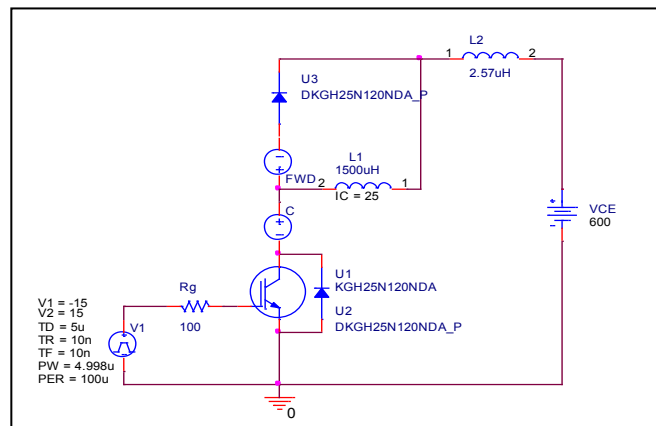 L2
1 2
2.57uH
U3
DKGH25N120NDA_P
L1
1500uH
FWD
2 1
IC = 25
C
VCE
600
U1
KGH25N120NDA
U2
DKGH25N120NDA_P
Rg
100
V1 = -15
V2 = 15
TD = 5u
TR = 10n
TF = 10n
PW = 4.998u
PER = 100u
V1
0